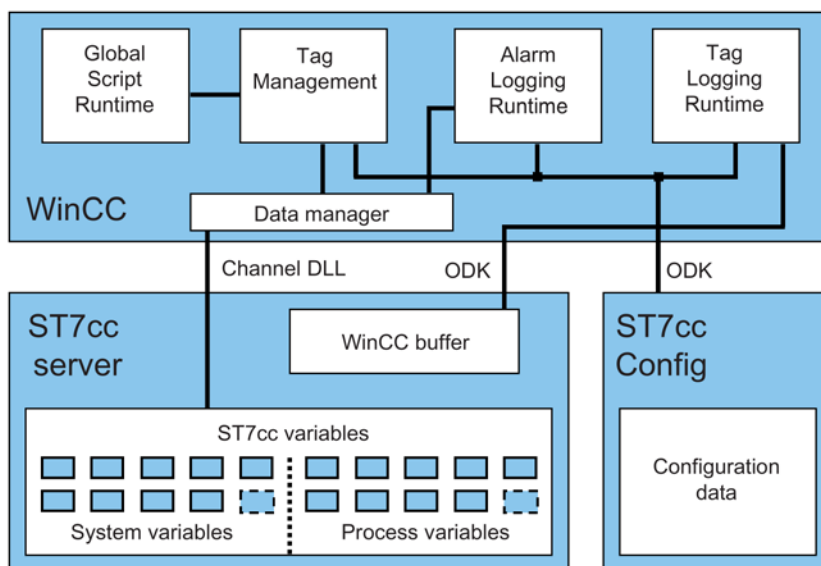 Global
Script
Runtime
Tag
Management
Alarm
Logging
Runtime
Tag
Logging
Runtime
WinCC
Data manager
Channel DLL
ODK
ODK
ST7cc
server
WinCC buffer
ST7cc
Config
ST7cc variables
System variables
Process variables
Configuration
data